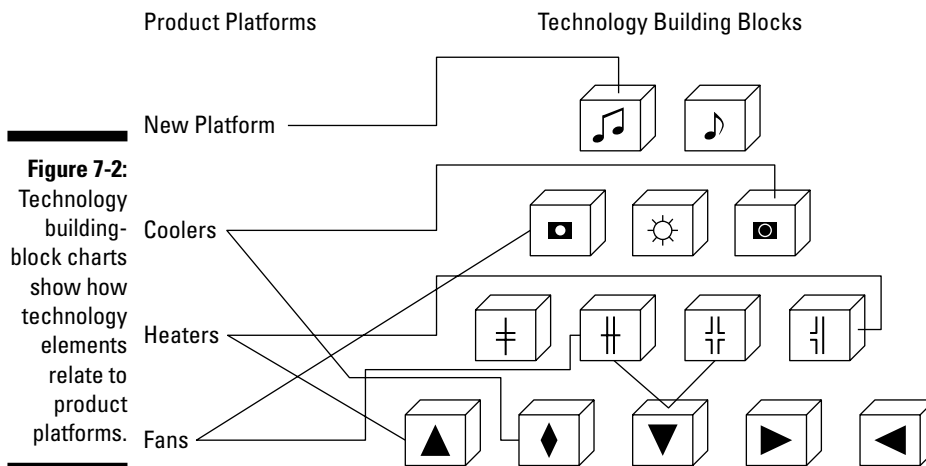 Product Platforms
Technology Building Blocks
New Platform
Coolers
Heaters
Fans
Figure 7-2:
Technology
building-
block charts
show how
technology
elements
relate to
product
platforms.